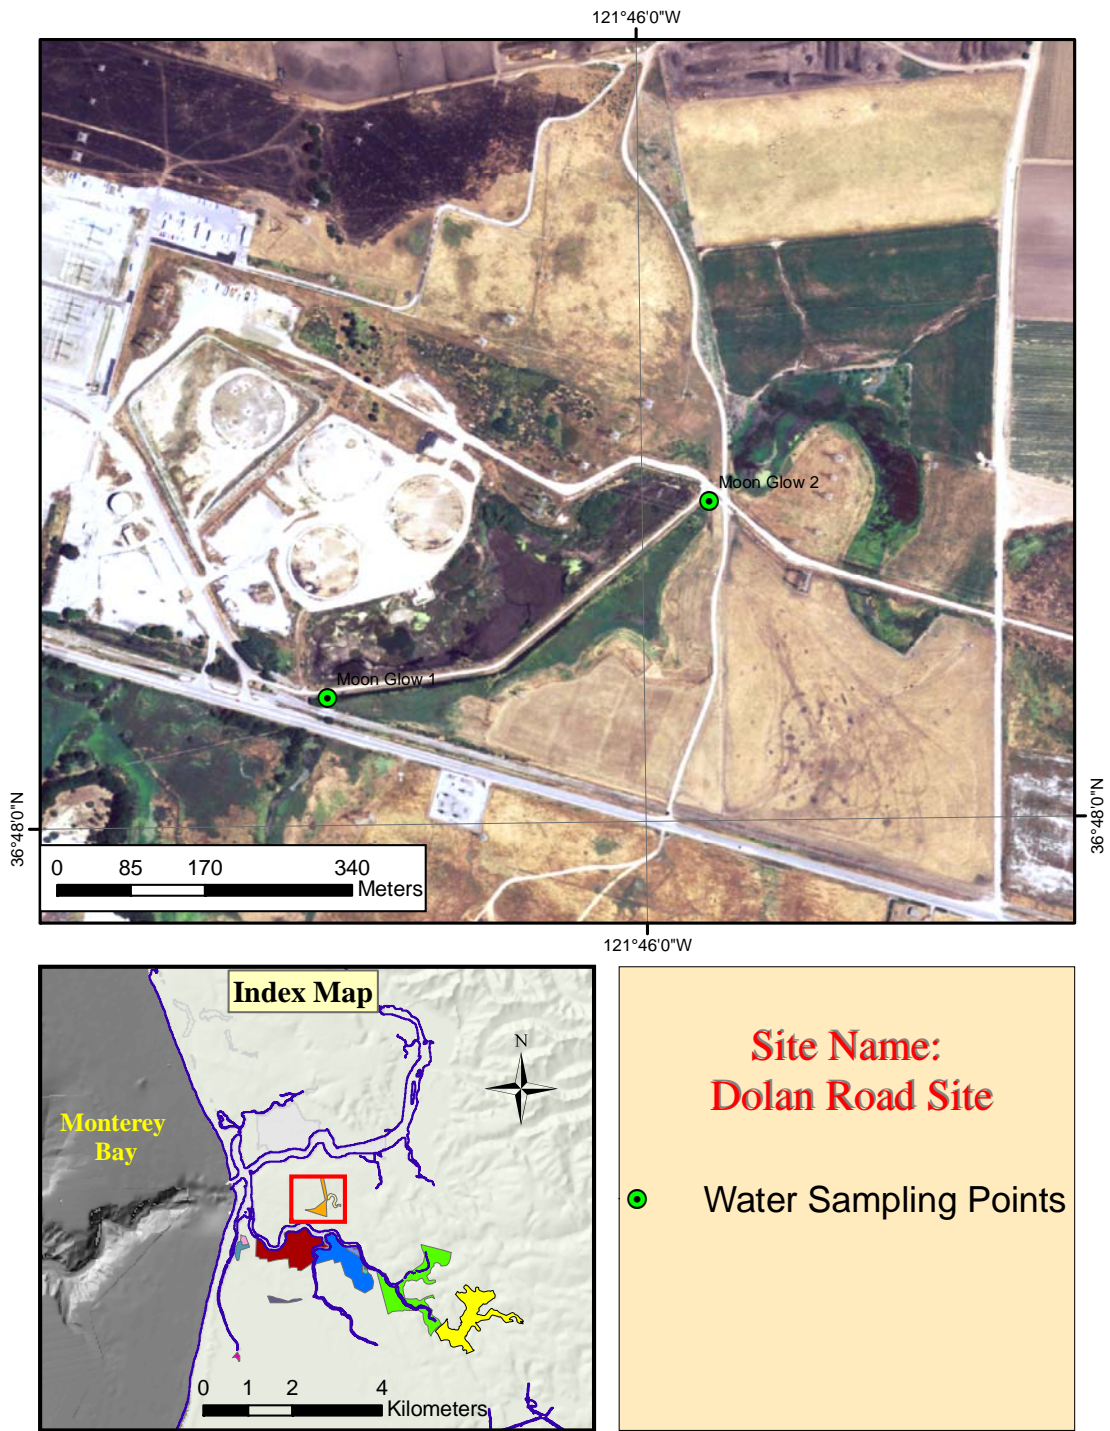 121°46'0"W
Moon Glow 2
Moon Glow 1
36°48'0"N
36°48'0"N
0 85 170 340
Meters
121°46'0"W
Index Map
N
Monterey
Bay
0 1 2 4
Kilometers
Site Name:
Dolan Road Site
Water Sampling Points